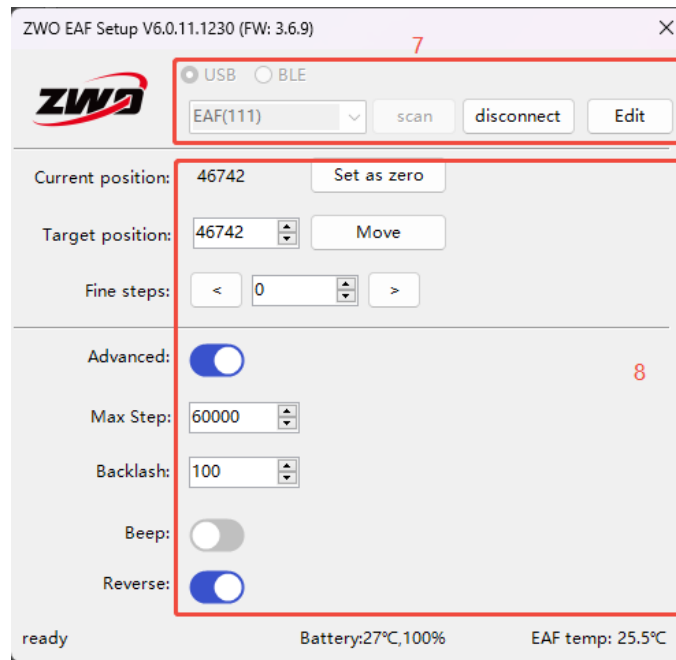 ZWO EAF Setup V6.0.11.1230 (FW: 3.6.9)
7
ZWO
USB BLE
EAF(111) scan disconnect Edit
Current position: 46742 Set as zero
Target position: 46742 Move
Fine steps: < 0 >
Advanced:
8
Max Step: 60000
Backlash: 100
Beep:
Reverse:
ready Battery:27℃,100% EAF temp: 25.5℃